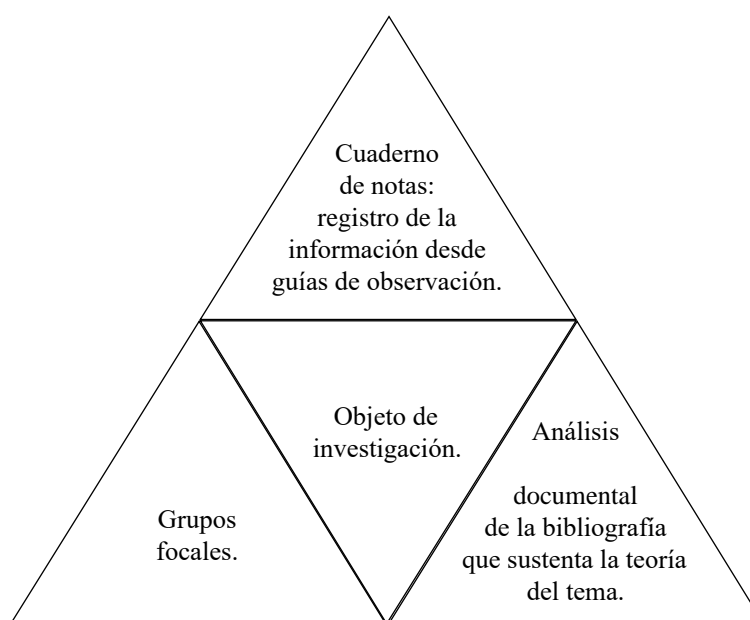 Cuaderno
de notas:
registro de la
información desde
guías de observación.
Objeto de
investigación.
Grupos
focales.
Análisis
documental
de la bibliografía
que sustenta la teoría
del tema.